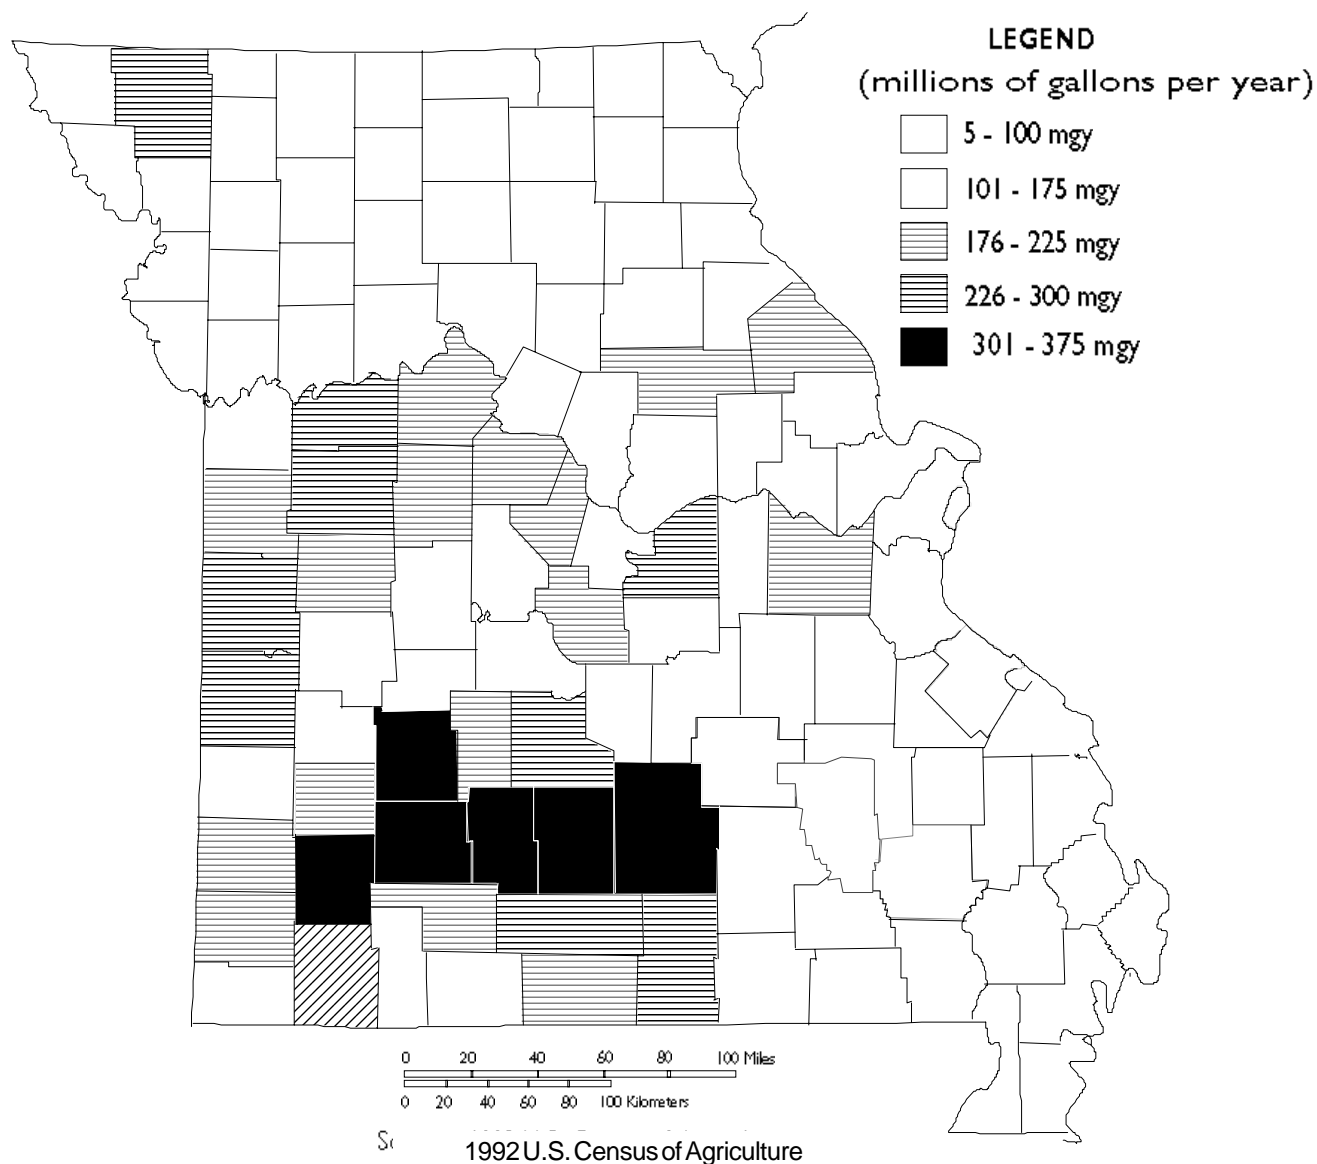 LEGEND
(millions of gallons per year)
5 - 100 mgy
101 - 175 mgy
176 - 225 mgy
226 - 300 mgy
301 - 375 mgy
0 20 40 60 80 100 Miles
0 20 40 60 80 100 Kilometers
1992 U.S. Census of Agriculture